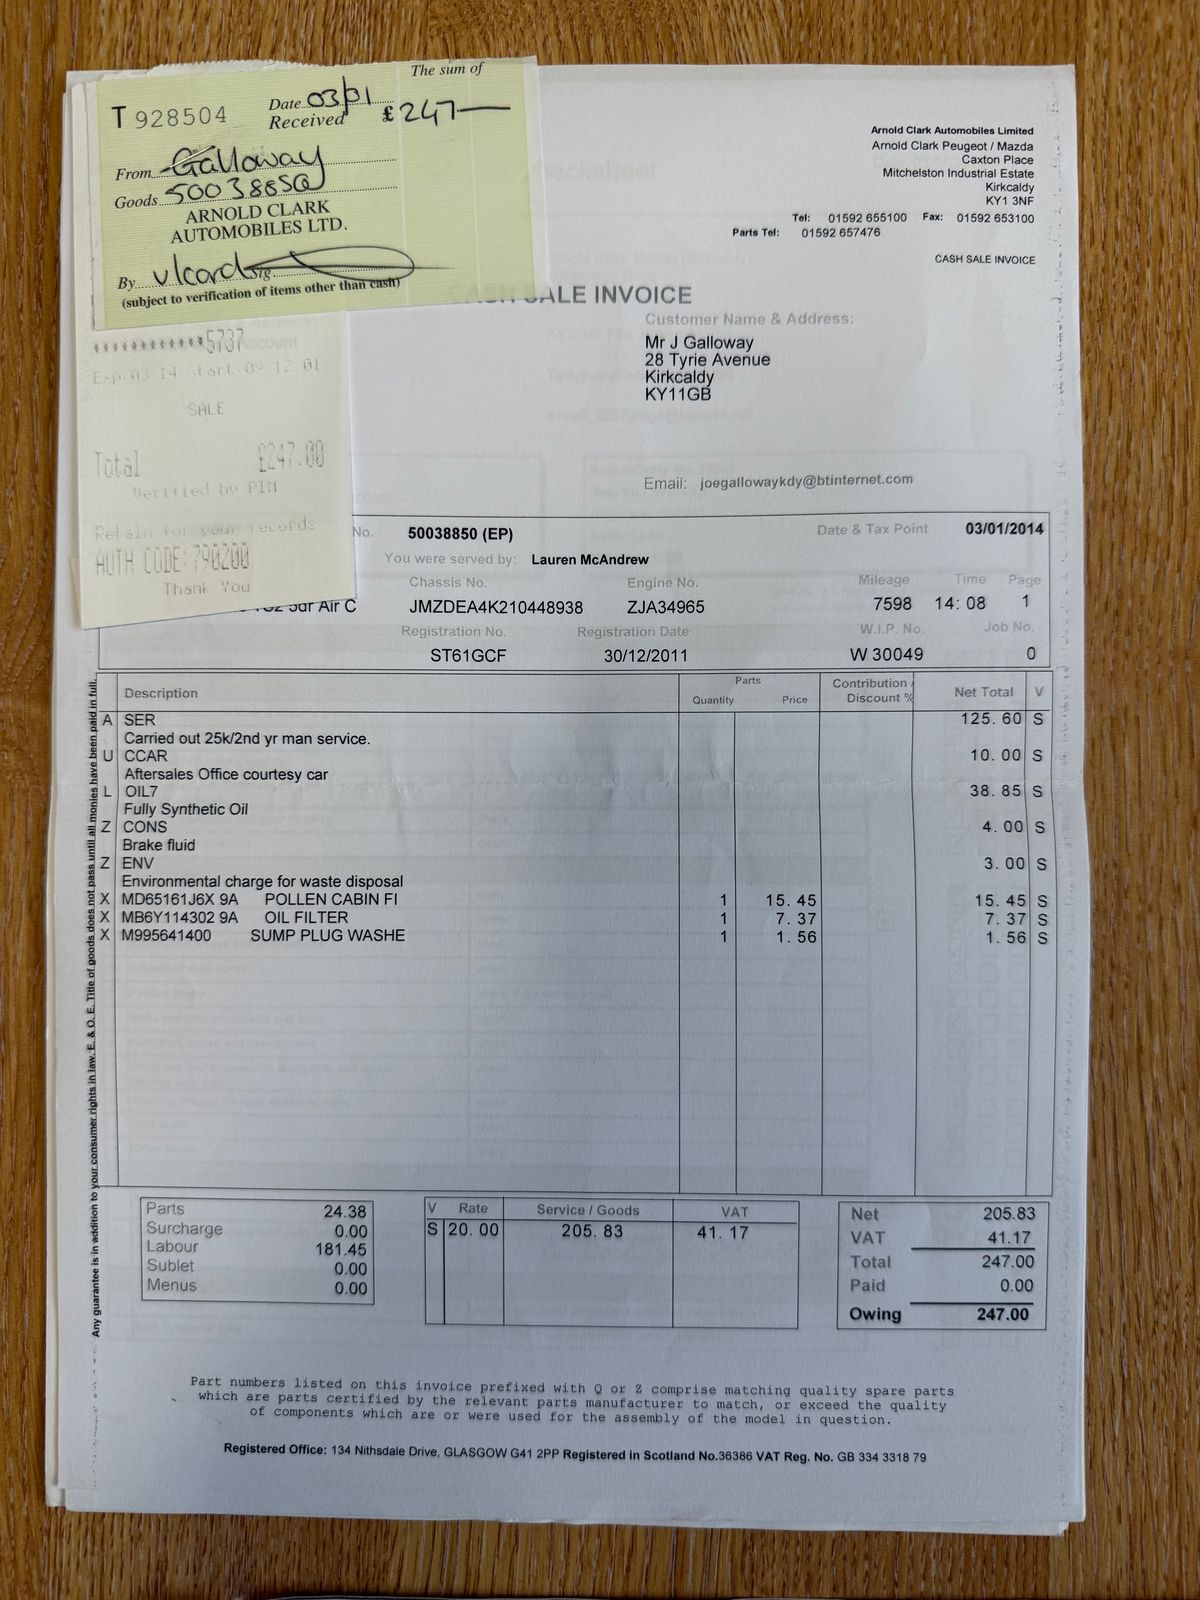 The sum of
T 928504 Date 03/01
Received £247—
From Galloway
Goods
ARNOLD CLARK
AUTOMOBILES LTD.
By Sig.
(subject to verification of items other than cash)
************5737
SALE
Total £247.00
Verified by PIN
Retain for your records
AUTH CODE:790200
Thank You
Arnold Clark Automobiles Limited
Arnold Clark Peugeot / Mazda
Caxton Place
Mitchelston Industrial Estate
Kirkcaldy
KY1 3NF
Tel: 01592 655100 Fax: 01592 653100
Parts Tel: 01592 657476
CASH SALE INVOICE
SALE INVOICE
Customer Name & Address:
Mr J Galloway
28 Tyrie Avenue
Kirkcaldy
KY11GB
Email: joegallowaykdy@btinternet.com
No. 50038850 (EP) Date & Tax Point 03/01/2014
You were served by: Lauren McAndrew
Chassis No. Engine No. Mileage Time Page
5dr Air C JMZDEA4K210448938 ZJA34965 7598 14:08 1
Registration No. Registration Date W.I.P. No. Job No.
ST61GCF 30/12/2011 W 30049 0
Description Parts Quantity Price Contribution / Discount % Net Total V
A SER 125.60 S
Carried out 25k/2nd yr man service.
U CCAR 10.00 S
Aftersales Office courtesy car
L OIL7 38.85 S
Fully Synthetic Oil
Z CONS 4.00 S
Brake fluid
Z ENV 3.00 S
Environmental charge for waste disposal
X MD65161J6X 9A POLLEN CABIN FI 1 15.45 15.45 S
X MB6Y114302 9A OIL FILTER 1 7.37 7.37 S
X M995641400 SUMP PLUG WASHE 1 1.56 1.56 S
Any guarantee is in addition to your consumer rights in law. E. & O. E. Title of goods does not pass until all monies have been paid in full.
Parts 24.38
Surcharge 0.00
Labour 181.45
Sublet 0.00
Menus 0.00
V Rate Service / Goods VAT
S 20.00 205.83 41.17
Net 205.83
VAT 41.17
Total 247.00
Paid 0.00
Owing 247.00
Part numbers listed on this invoice prefixed with Q or Z comprise matching quality spare parts
which are parts certified by the relevant parts manufacturer to match, or exceed the quality
of components which are or were used for the assembly of the model in question.
Registered Office: 134 Nithsdale Drive, GLASGOW G41 2PP Registered in Scotland No.36386 VAT Reg. No. GB 334 3318 79